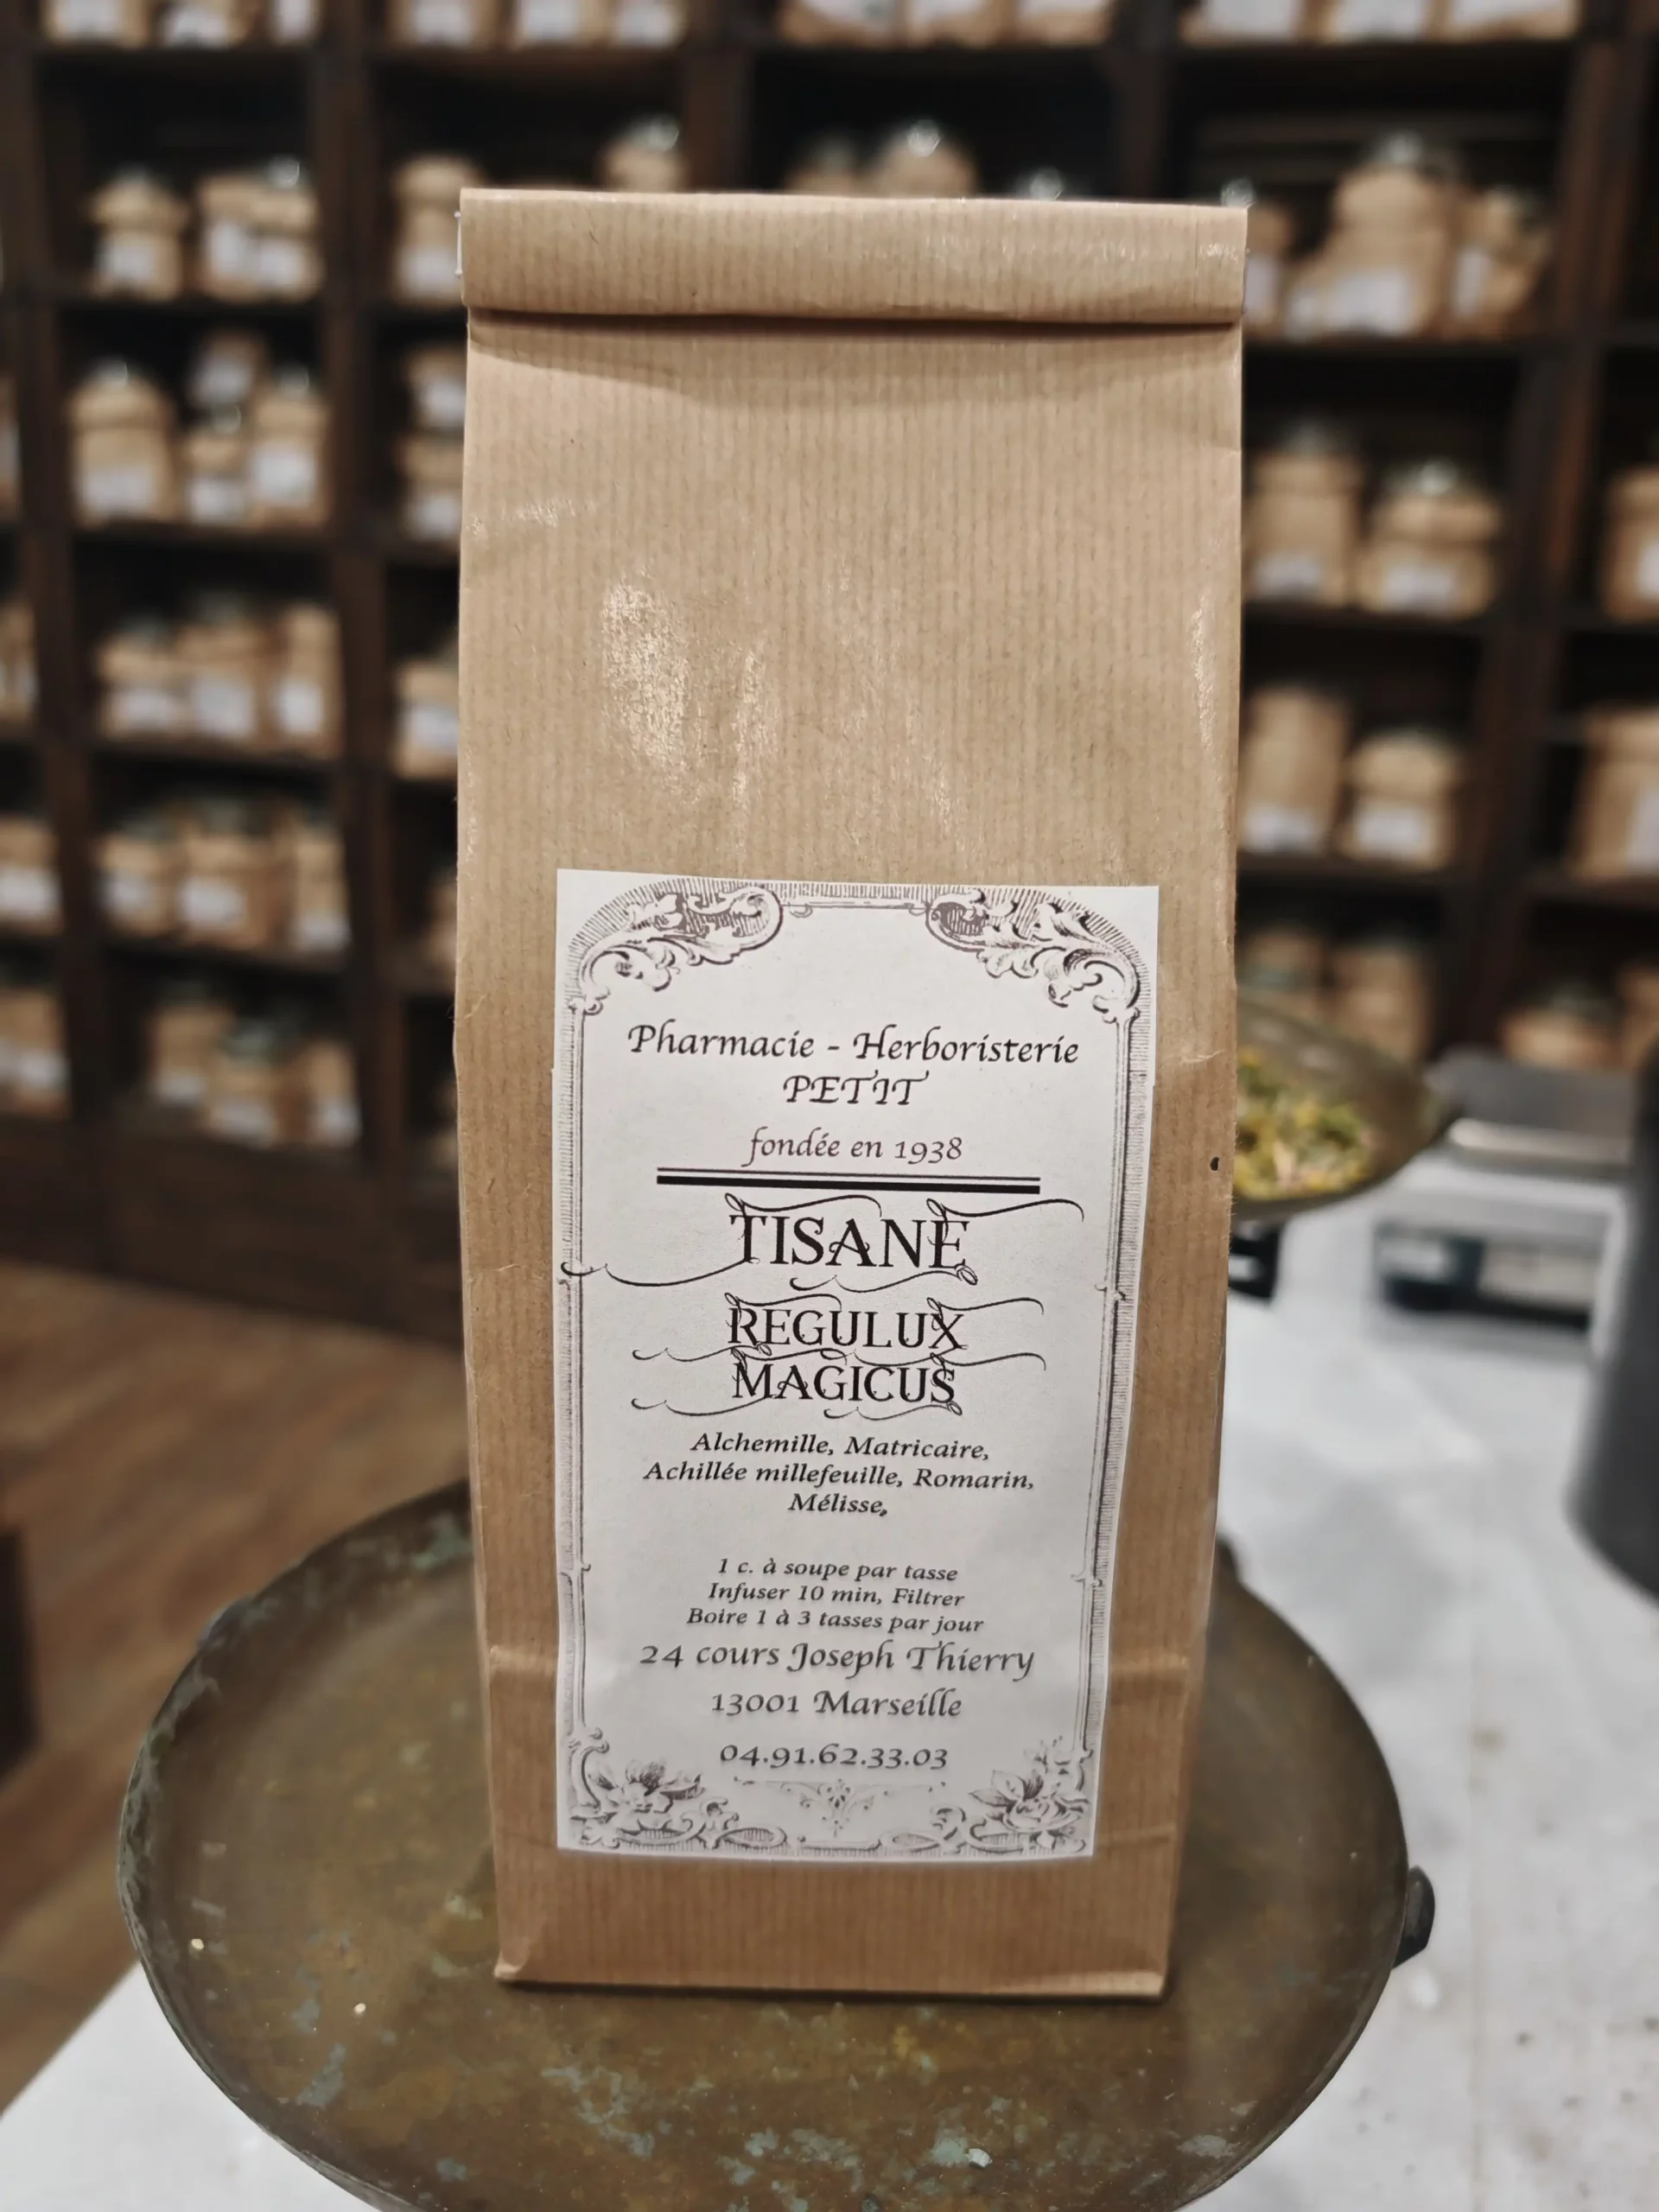 Pharmacie - Herboristerie
PETIT
fondée en 1938
TISANE
REGULUX
MAGICUS
Alchemille, Matricaire,
Achillée millefeuille, Romarin,
Mélisse,
1 c. à soupe par tasse
Infuser 10 min, Filtrer
Boire 1 à 3 tasses par jour
24 cours Joseph Thierry
13001 Marseille
04.91.62.33.03